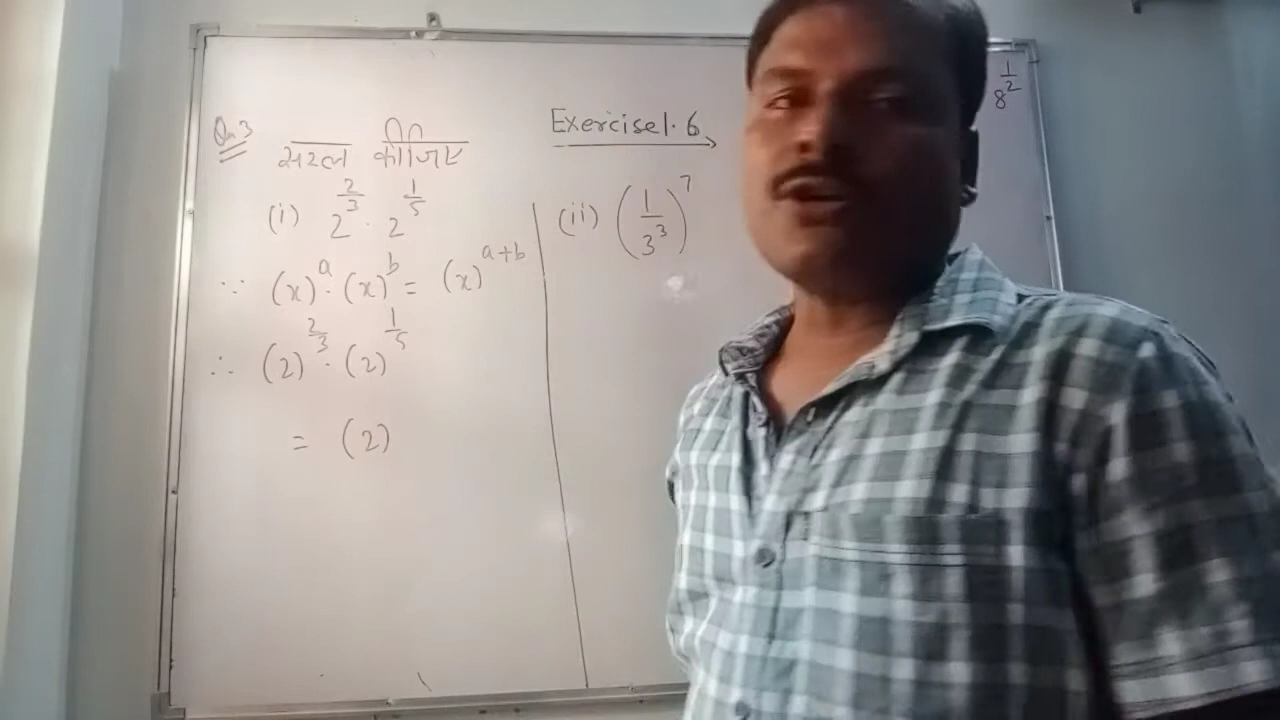 Qn 3
सरल कीजिए
(i) 2^{2/3} · 2^{1/5}
∵ (x)^a · (x)^b = (x)^{a+b}
∴ (2)^{2/3} · (2)^{1/5}
= (2)
Exercise 1.6
(ii) (1/3^3)^7
8^{1/2}